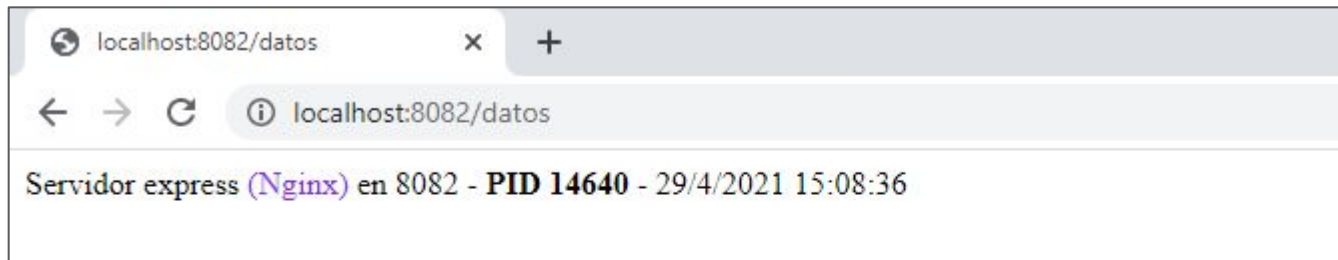 localhost:8082/datos
localhost:8082/datos
Servidor express (Nginx) en 8082 - PID 14640 - 29/4/2021 15:08:36